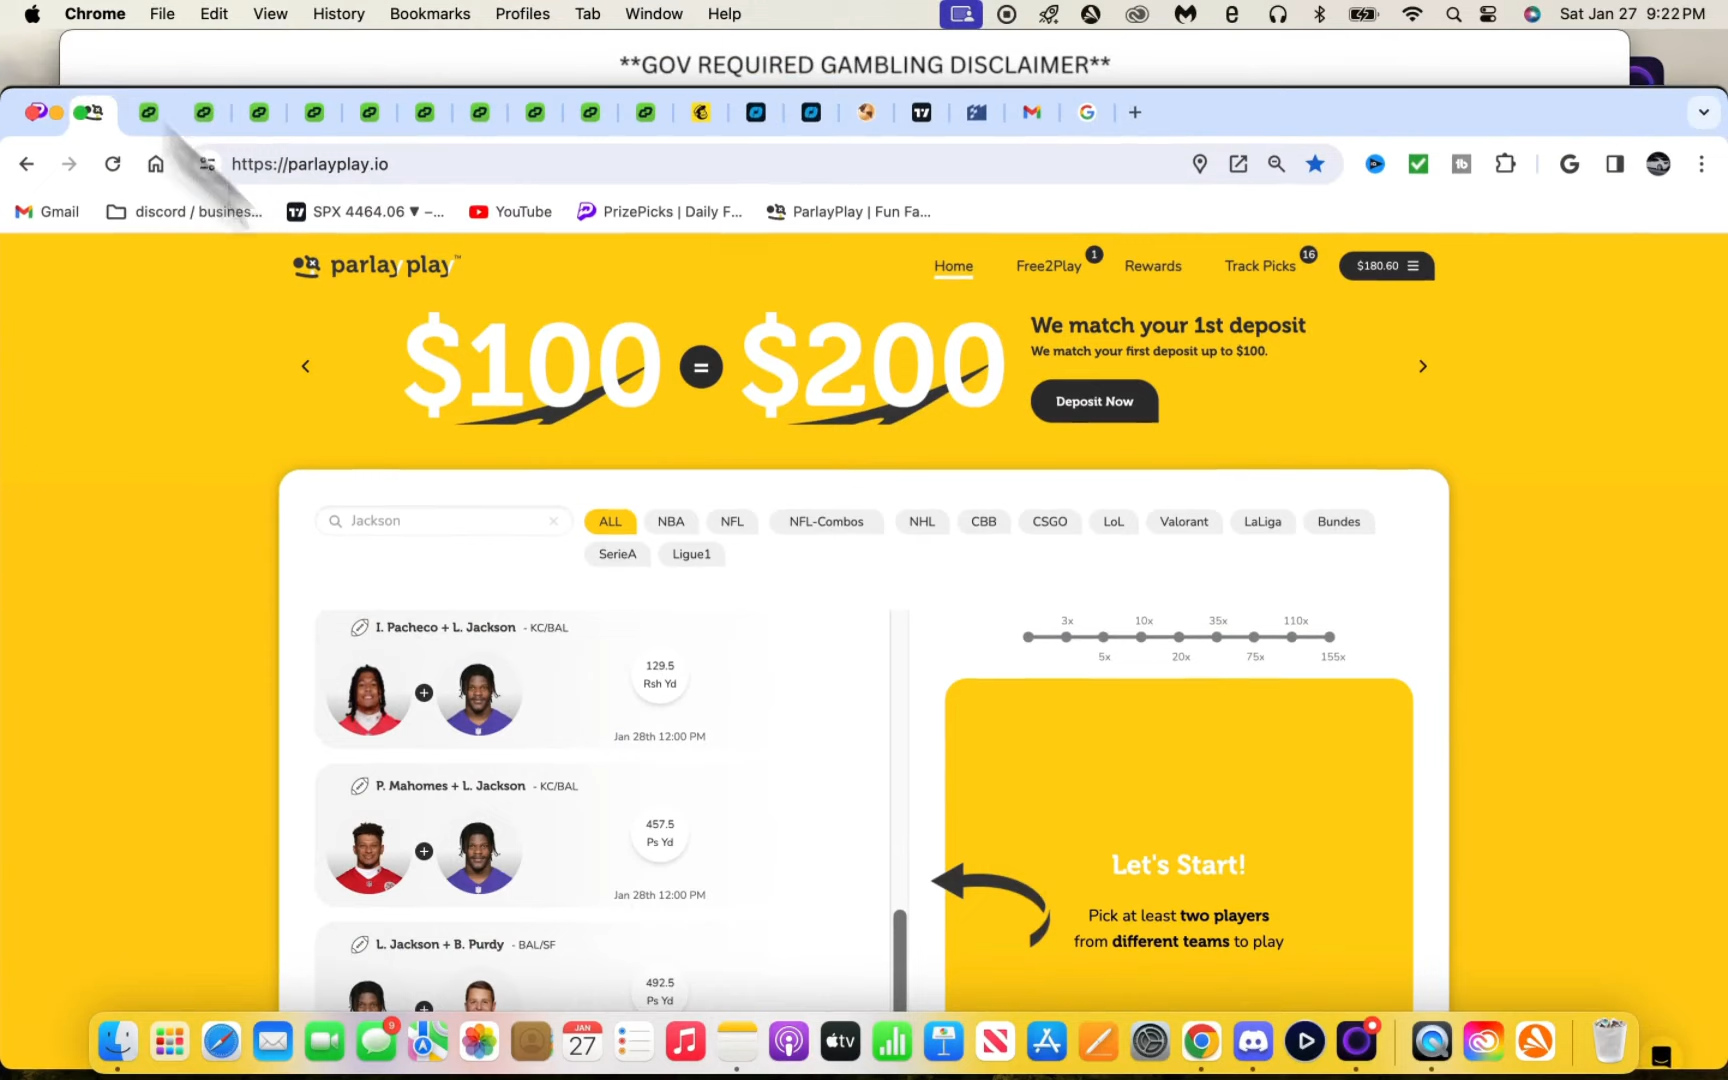 Chrome File Edit View History Bookmarks Profiles Tab Window Help Sat Jan 27 9:22 PM
**GOV REQUIRED GAMBLING DISCLAIMER**
https://parlayplay.io
Gmail discord / busines... SPX 4464.06 ▼ –... YouTube PrizePicks | Daily F... ParlayPlay | Fun Fa...
parlay play™ Home Free2Play 1 Rewards Track Picks 16 $180.60
$100 = $200
We match your 1st deposit
We match your first deposit up to $100.
Deposit Now
Jackson
ALL NBA NFL NFL-Combos NHL CBB CSGO LoL Valorant LaLiga Bundes
SerieA Ligue1
I. Pacheco + L. Jackson - KC/BAL
129.5
Rsh Yd
Jan 28th 12:00 PM
P. Mahomes + L. Jackson - KC/BAL
457.5
Ps Yd
Jan 28th 12:00 PM
L. Jackson + B. Purdy - BAL/SF
492.5
Ps Yd
3x 10x 35x 110x
5x 20x 75x 155x
Let's Start!
Pick at least two players
from different teams to play
9
JAN
27
tv